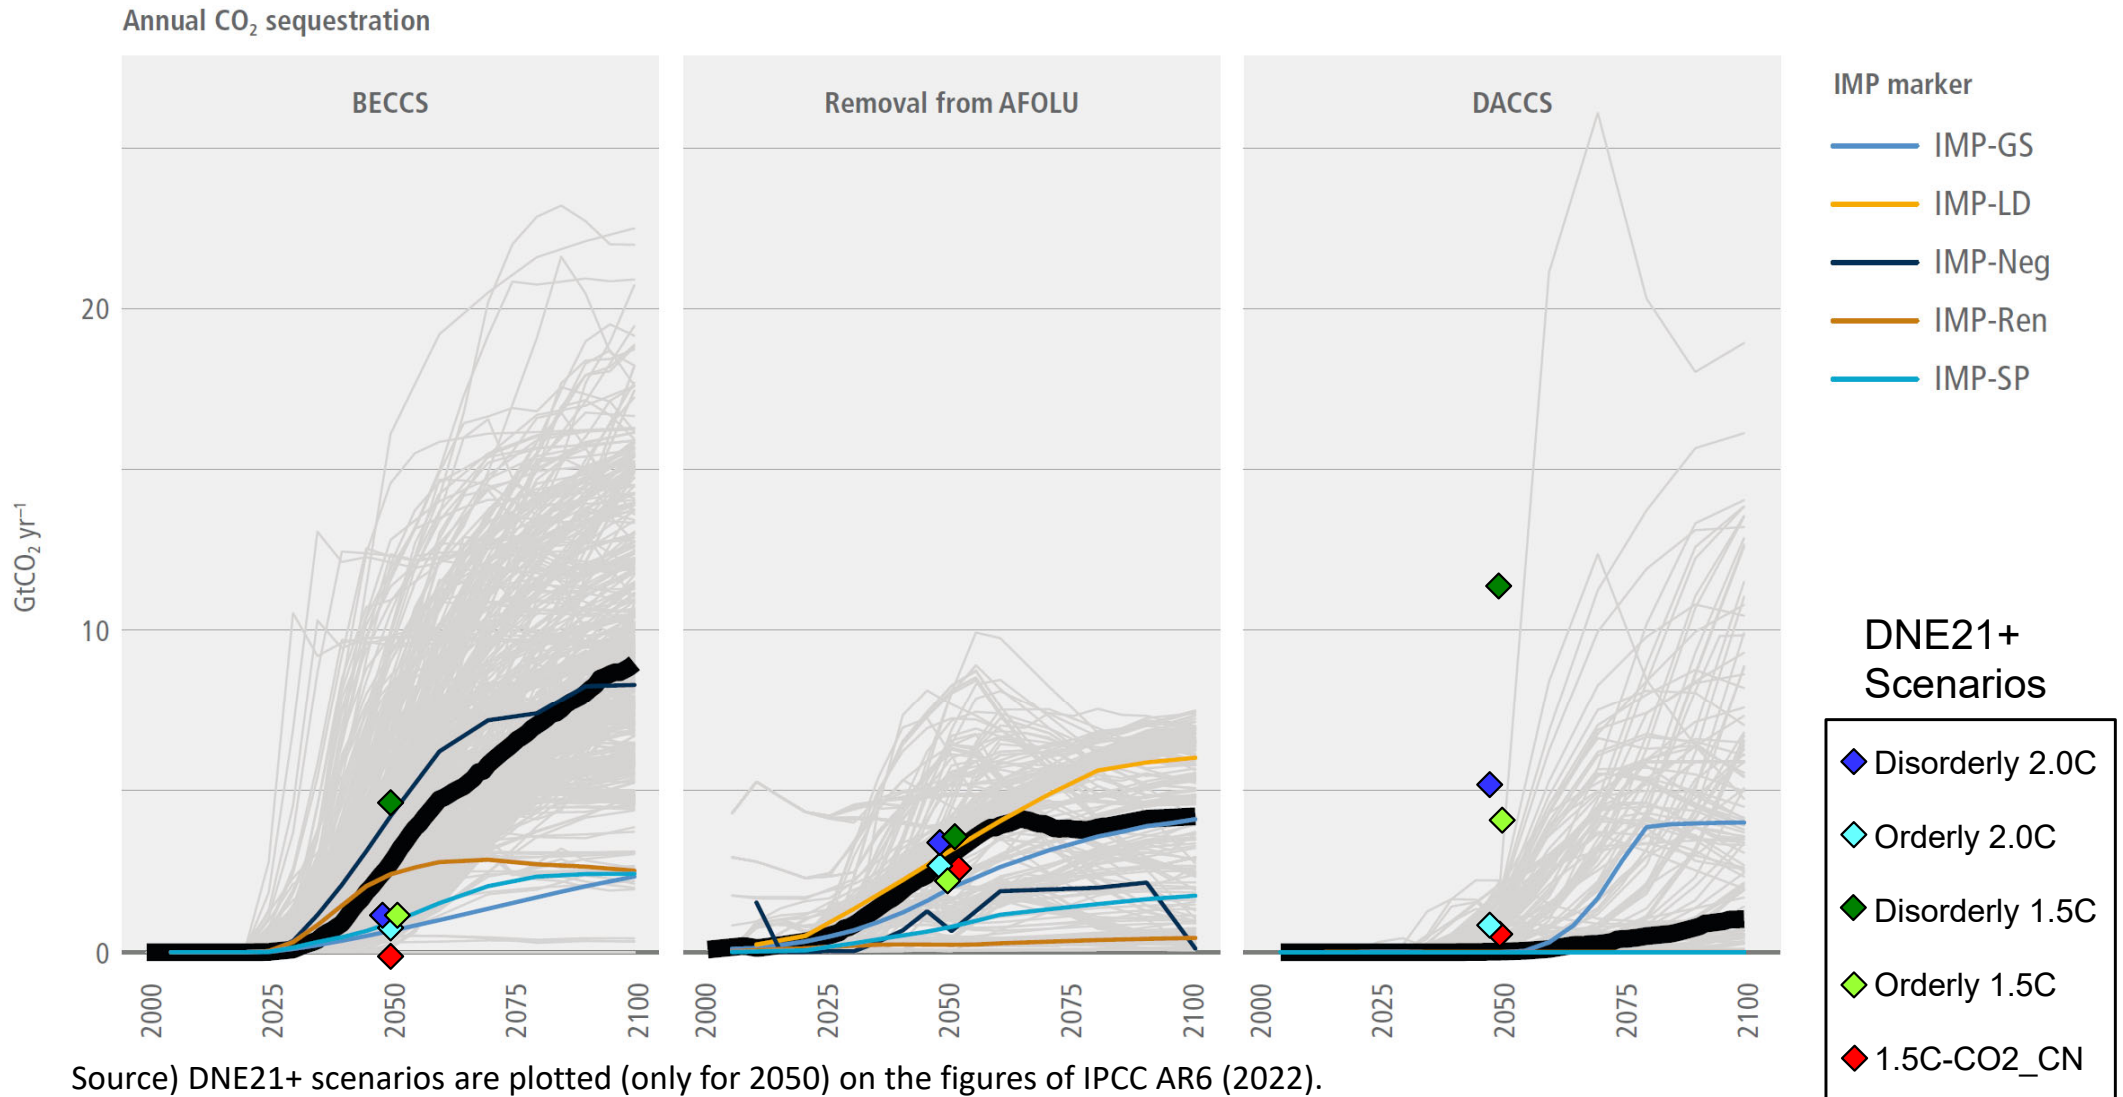 Annual CO₂ sequestration
BECCS
Removal from AFOLU
DACCS
IMP marker
IMP-GS
IMP-LD
IMP-Neg
IMP-Ren
IMP-SP
GtCO₂ yr⁻¹
20
10
0
2000 2025 2050 2075 2100
2000 2025 2050 2075 2100
2000 2025 2050 2075 2100
DNE21+
Scenarios
Disorderly 2.0C
Orderly 2.0C
Disorderly 1.5C
Orderly 1.5C
1.5C-CO2_CN
Source) DNE21+ scenarios are plotted (only for 2050) on the figures of IPCC AR6 (2022).